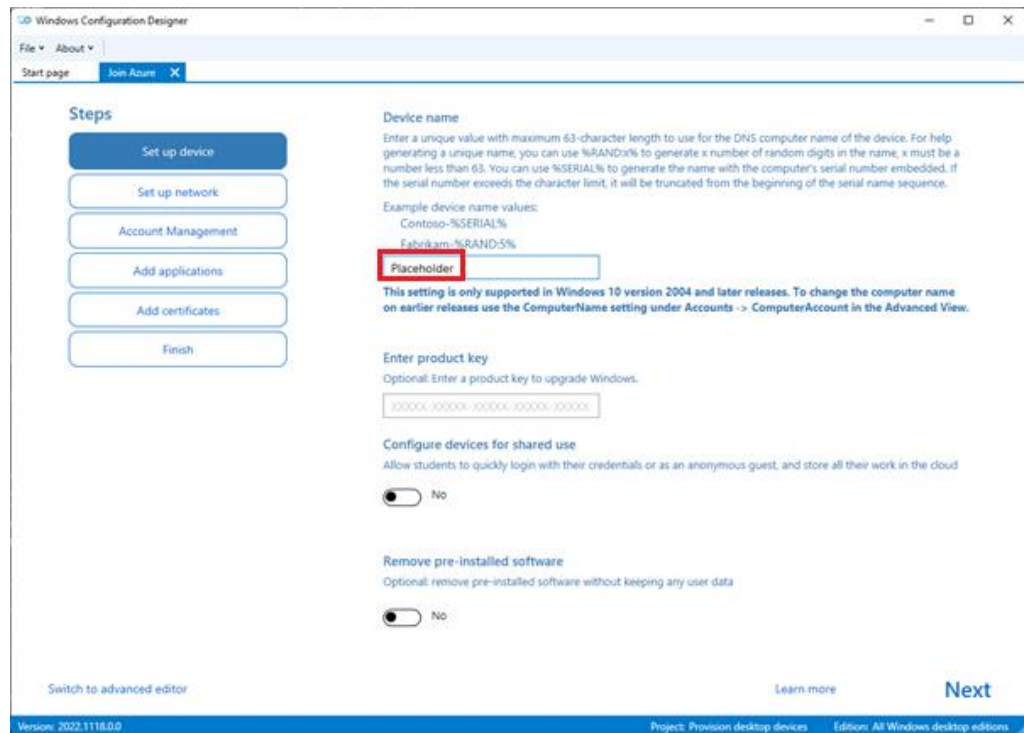 Windows Configuration Designer
File About
Start page Join Azure
Steps
Set up device
Set up network
Account Management
Add applications
Add certificates
Finish
Device name
Enter a unique value with maximum 63-character length to use for the DNS computer name of the device. For help
generating a unique name, you can use %RAND:x% to generate x number of random digits in the name, x must be a
number less than 63. You can use %SERIAL% to generate the name with the computer's serial number embedded. If
the serial number exceeds the character limit, it will be truncated from the beginning of the serial name sequence.
Example device name values:
Contoso-%SERIAL%
Fabrikam-%RAND:5%
Placeholder
This setting is only supported in Windows 10 version 2004 and later releases. To change the computer name
on earlier releases use the ComputerName setting under Accounts -> ComputerAccount in the Advanced View.
Enter product key
Optional: Enter a product key to upgrade Windows.
XXXXX-XXXXX-XXXXX-XXXXX-XXXXX
Configure devices for shared use
Allow students to quickly login with their credentials or as an anonymous guest, and store all their work in the cloud
No
Remove pre-installed software
Optional: remove pre-installed software without keeping any user data
No
Switch to advanced editor
Learn more
Next
Version: 2022.1118.0.0
Project: Provision desktop devices Edition: All Windows desktop editions